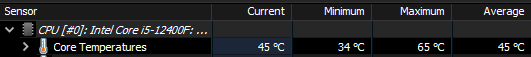 Sensor Current Minimum Maximum Average
CPU [#0]: Intel Core i5-12400F: ...
Core Temperatures 45 °C 34 °C 65 °C 45 °C